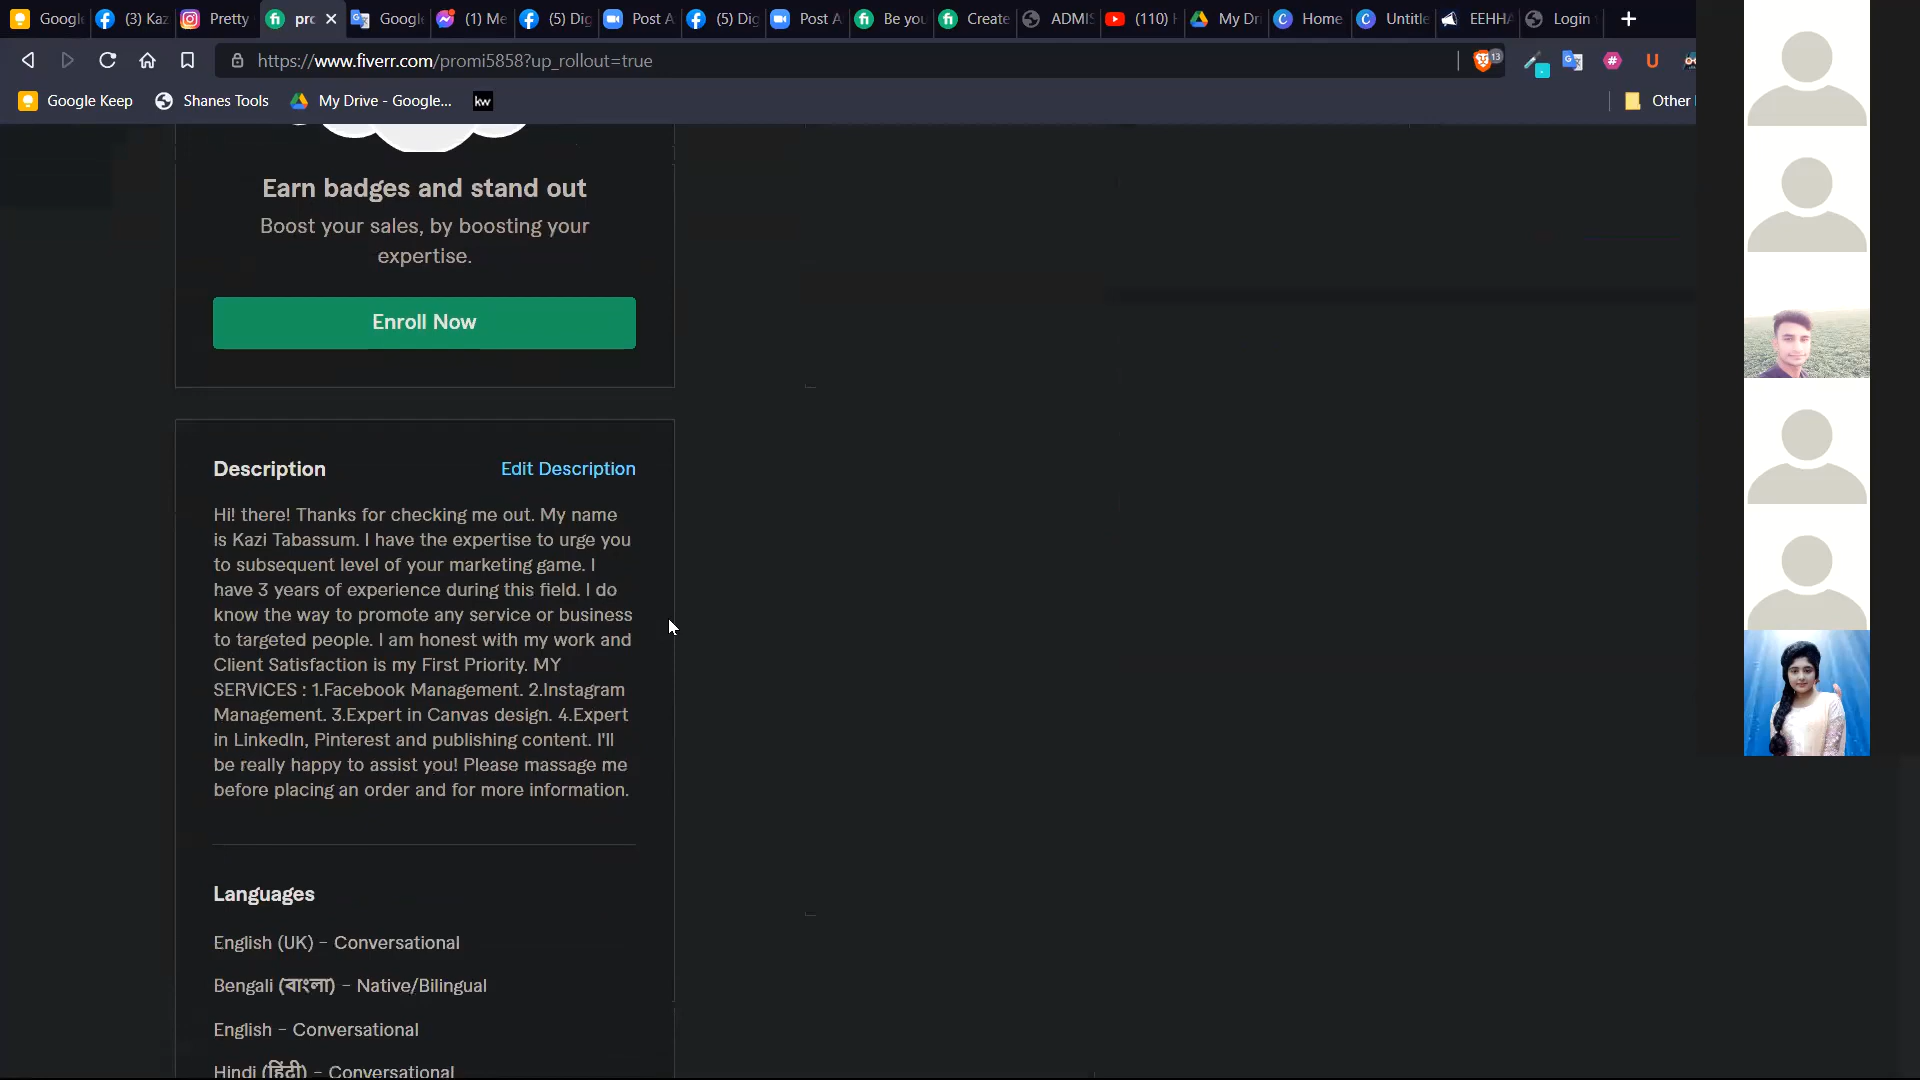 Google
(3) Kaz
Pretty
pro
Google
(1) Me
(5) Dig
Post A
(5) Dig
Post A
Be you
Create
ADMIS
(110)
My Dri
Home
Untitle
EEHHA
Login
https://www.fiverr.com/promi5858?up_rollout=true
13
Google Keep
Shanes Tools
My Drive - Google...
kw
Other
Earn badges and stand out
Boost your sales, by boosting your
expertise.
Enroll Now
Description
Edit Description
Hi! there! Thanks for checking me out. My name
is Kazi Tabassum. I have the expertise to urge you
to subsequent level of your marketing game. I
have 3 years of experience during this field. I do
know the way to promote any service or business
to targeted people. I am honest with my work and
Client Satisfaction is my First Priority. MY
SERVICES : 1.Facebook Management. 2.Instagram
Management. 3.Expert in Canvas design. 4.Expert
in LinkedIn, Pinterest and publishing content. I'll
be really happy to assist you! Please massage me
before placing an order and for more information.
Languages
English (UK) - Conversational
Bengali (বাংলা) - Native/Bilingual
English - Conversational
Hindi (हिंदी) - Conversational